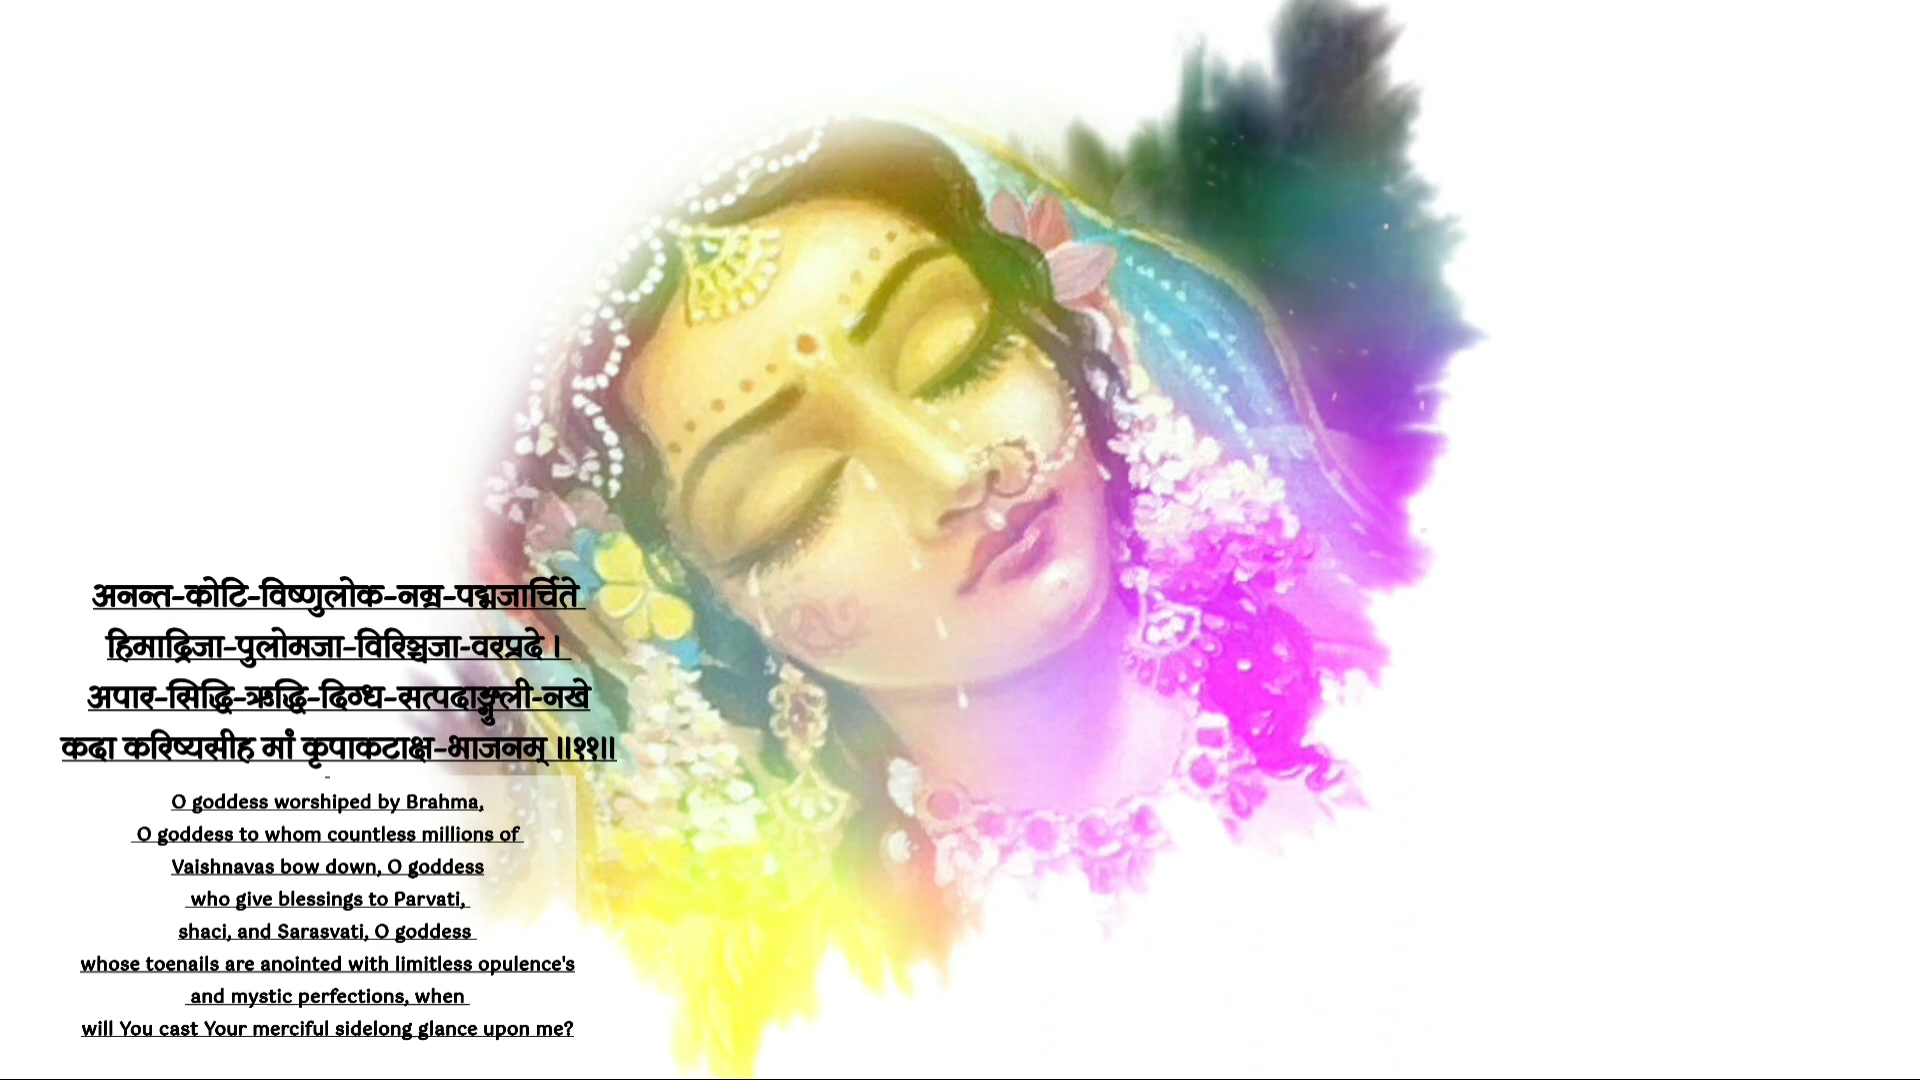 अनन्त-कोटि-विष्णुलोक-नम्र-पद्मजार्चिते
हिमाद्रिजा-पुलोमजा-विरिञ्चजा-वरप्रदे ।
अपार-सिद्धि-ऋद्धि-दिग्ध-सत्पदाङ्गुली-नखे
कदा करिष्यसीह मां कृपाकटाक्ष-भाजनम् ॥११॥
O goddess worshiped by Brahma,
O goddess to whom countless millions of
Vaishnavas bow down, O goddess
who give blessings to Parvati,
shaci, and Sarasvati, O goddess
whose toenails are anointed with limitless opulence's
and mystic perfections, when
will You cast Your merciful sidelong glance upon me?